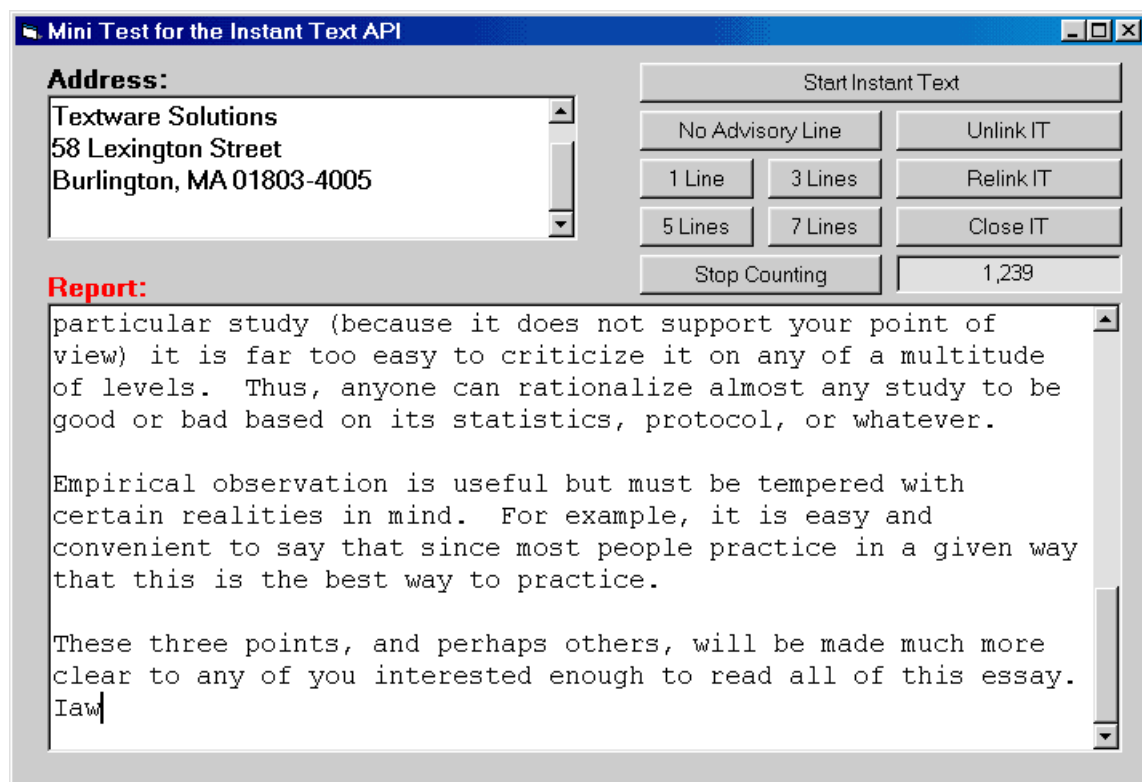 Mini Test for the Instant Text API
Address:
Textware Solutions
58 Lexington Street
Burlington, MA 01803-4005
Start Instant Text
No Advisory Line
Unlink IT
1 Line
3 Lines
Relink IT
5 Lines
7 Lines
Close IT
Stop Counting
1,239
Report:
particular study (because it does not support your point of
view) it is far too easy to criticize it on any of a multitude
of levels.  Thus, anyone can rationalize almost any study to be
good or bad based on its statistics, protocol, or whatever.
Empirical observation is useful but must be tempered with
certain realities in mind.  For example, it is easy and
convenient to say that since most people practice in a given way
that this is the best way to practice.
These three points, and perhaps others, will be made much more
clear to any of you interested enough to read all of this essay.
Iaw